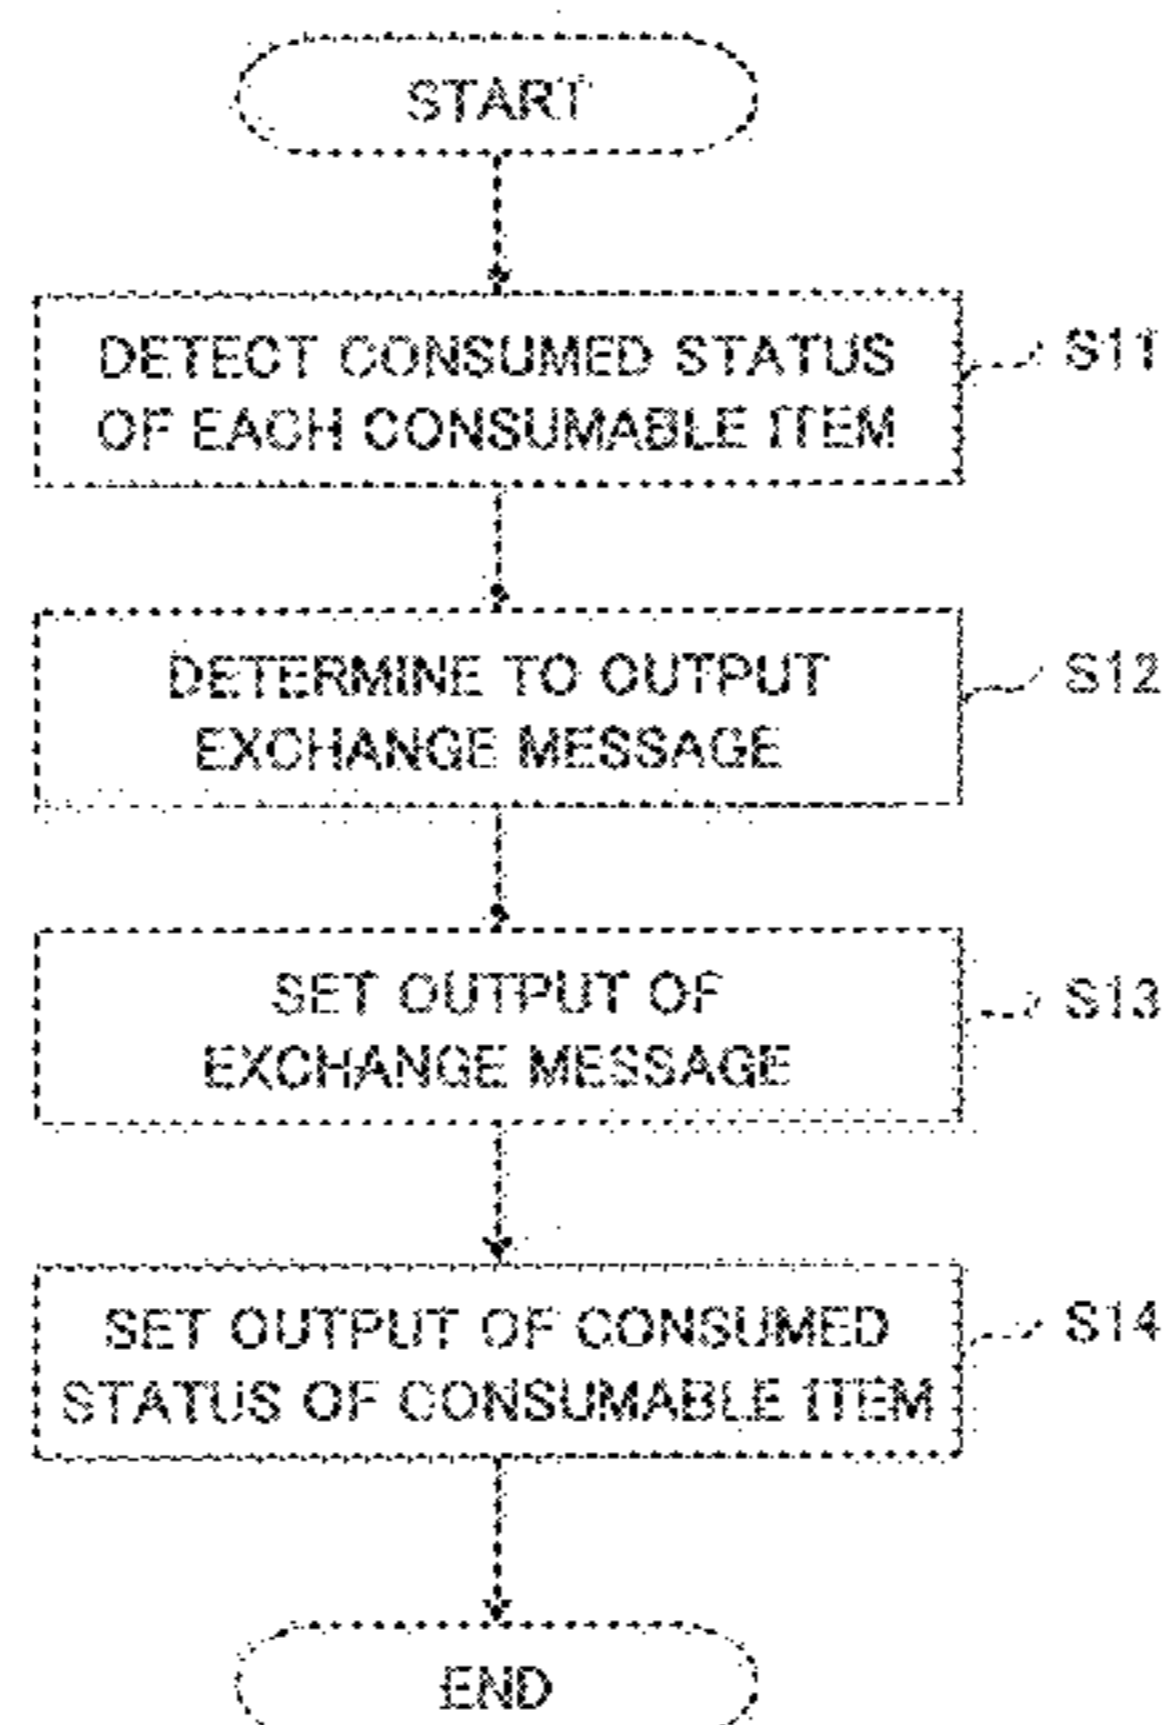 START
DETECT CONSUMED STATUS
OF EACH CONSUMABLE ITEM
S11
DETERMINE TO OUTPUT
EXCHANGE MESSAGE
S12
SET OUTPUT OF
EXCHANGE MESSAGE
S13
SET OUTPUT OF CONSUMED
STATUS OF CONSUMABLE ITEM
S14
END